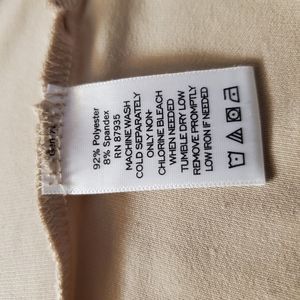 92% Polyester
8% Spandex
RN 87935
MACHINE WASH
COLD SEPARATELY
ONLY NON-
CHLORINE BLEACH
WHEN NEEDED
TUMBLE DRY LOW
REMOVE PROMPTLY
LOW IRON IF NEEDED